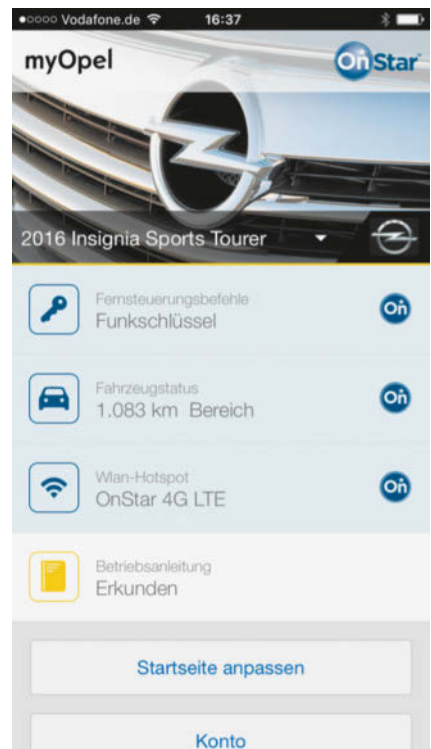 Vodafone.de 16:37
myOpel OnStar
2016 Insignia Sports Tourer
Fernsteuerungsbefehle
Funkschlüssel On
Fahrzeugstatus
1.083 km Bereich On
Wlan-Hotspot
OnStar 4G LTE On
Betriebsanleitung
Erkunden
Startseite anpassen
Konto